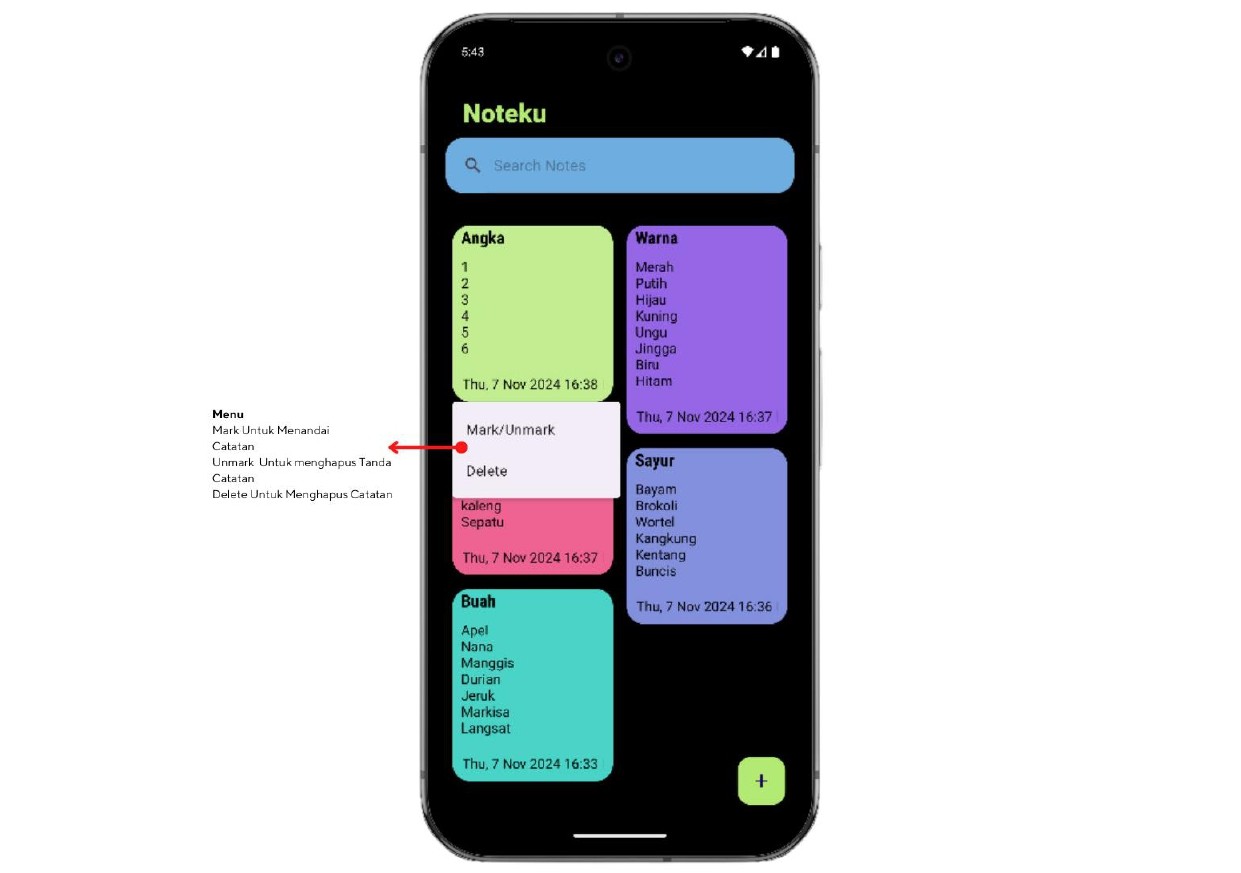 5:43
Noteku
Search Notes
Angka
1
2
3
4
5
6
Thu, 7 Nov 2024 16:38
Warna
Merah
Putih
Hijau
Kuning
Ungu
Jingga
Biru
Hitam
Thu, 7 Nov 2024 16:37
Menu
Mark Untuk Menandai
Catatan
Unmark Untuk menghapus Tanda
Catatan
Delete Untuk Menghapus Catatan
Mark/Unmark
Delete
kaleng
Sepatu
Thu, 7 Nov 2024 16:37
Sayur
Bayam
Brokoli
Wortel
Kangkung
Kentang
Buncis
Thu, 7 Nov 2024 16:36
Buah
Apel
Nana
Manggis
Durian
Jeruk
Markisa
Langsat
Thu, 7 Nov 2024 16:33
+